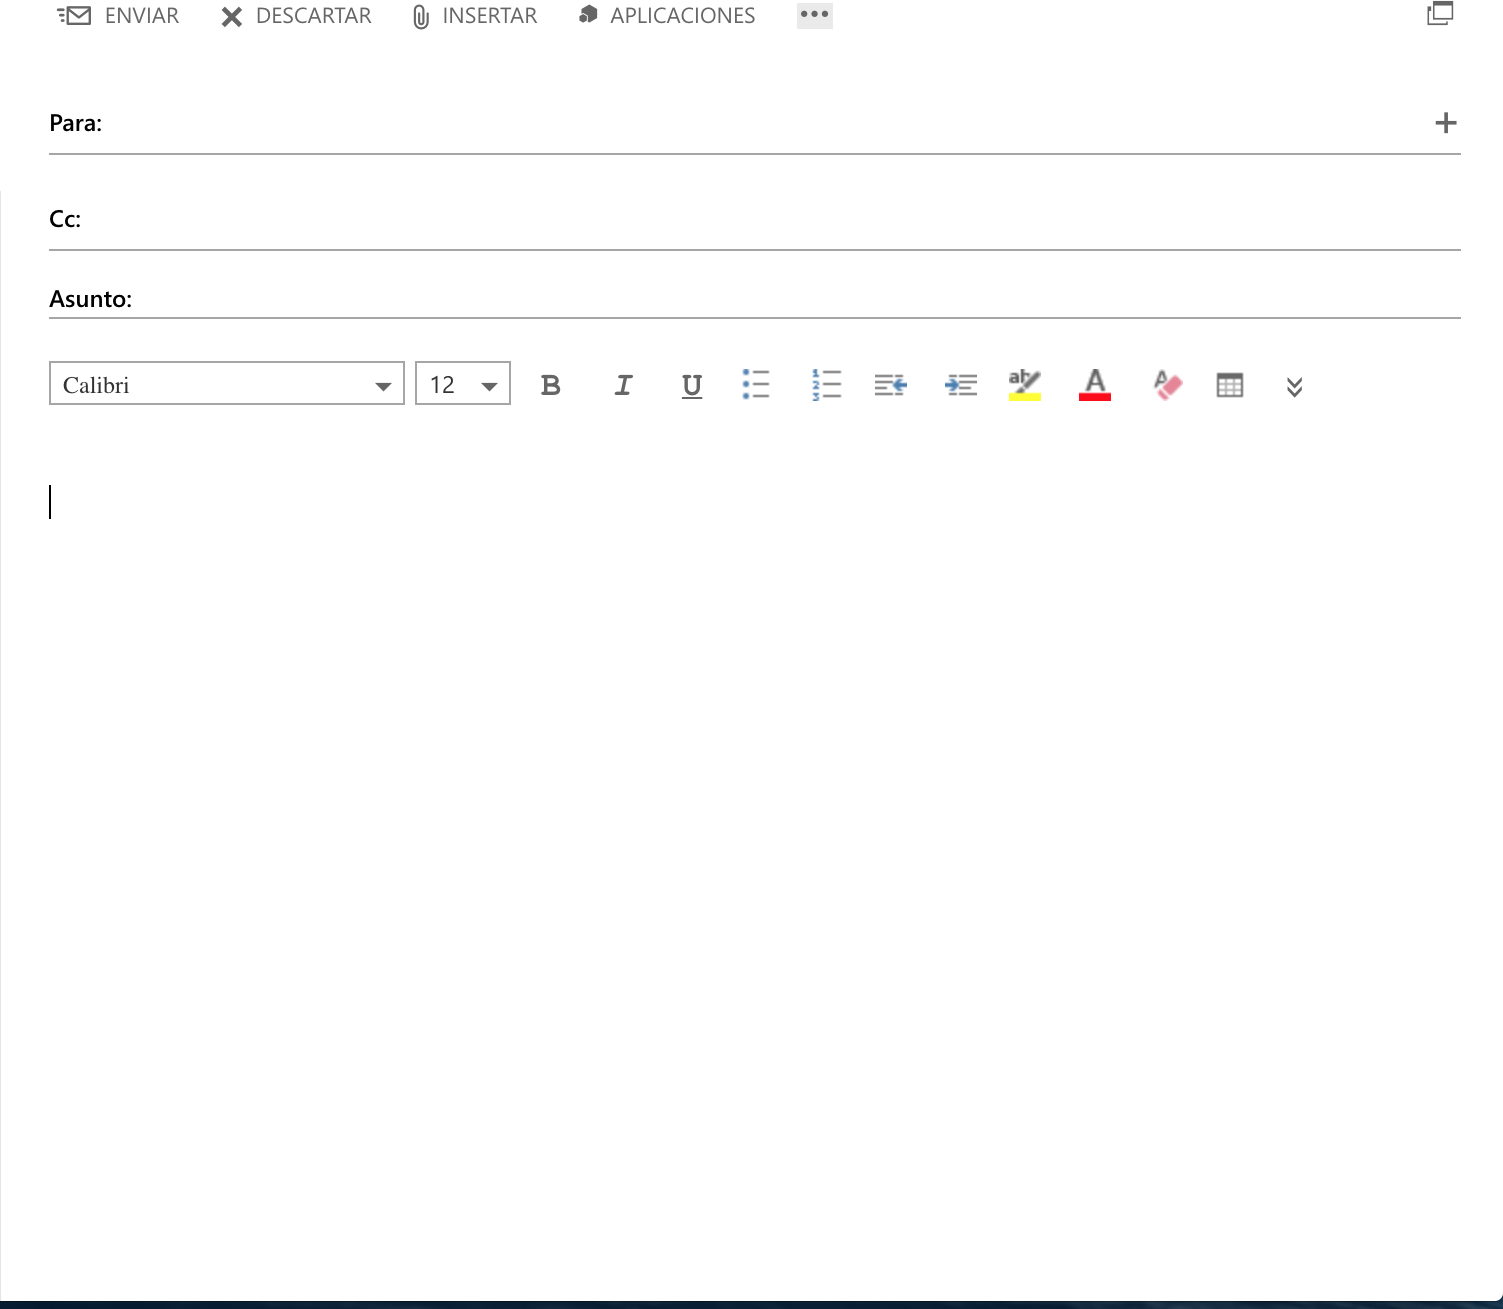 ENVIAR DESCARTAR INSERTAR APLICACIONES •••
Para:
Cc:
Asunto:
Calibri 12 B I U